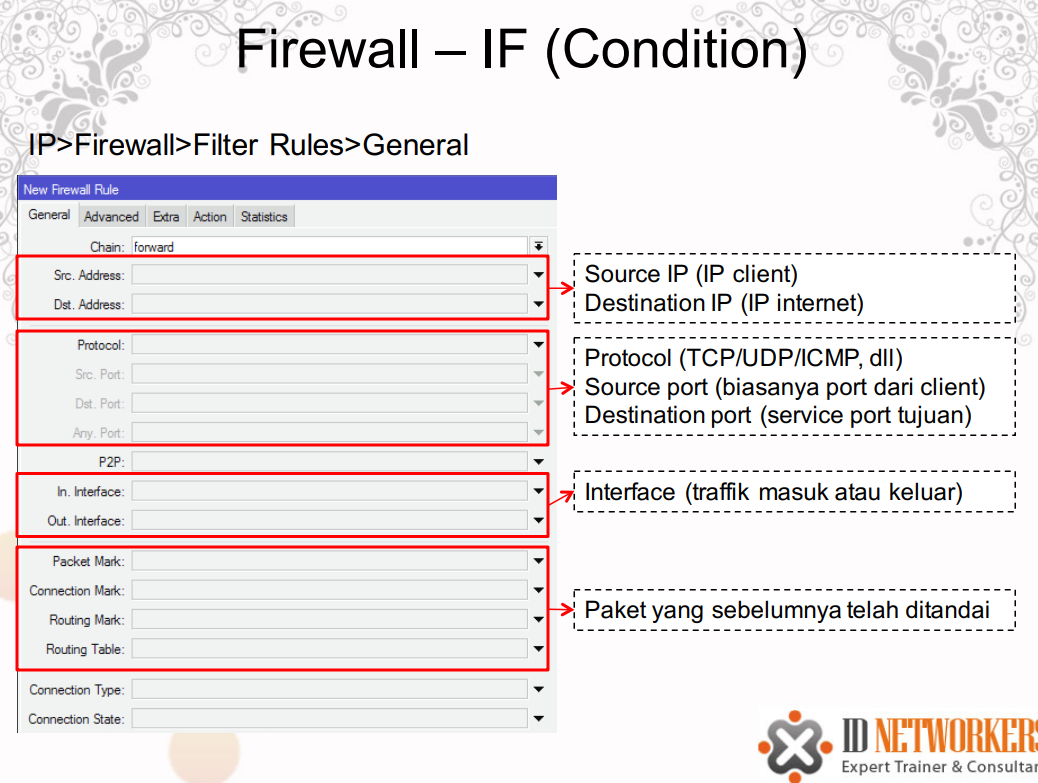 Firewall – IF (Condition)
IP>Firewall>Filter Rules>General
New Firewall Rule
General Advanced Extra Action Statistics
Chain: forward
Src. Address:
Dst. Address:
Source IP (IP client)
Destination IP (IP internet)
Protocol:
Src. Port:
Dst. Port:
Any. Port:
Protocol (TCP/UDP/ICMP, dll)
Source port (biasanya port dari client)
Destination port (service port tujuan)
P2P:
In. Interface:
Out. Interface:
Interface (traffik masuk atau keluar)
Packet Mark:
Connection Mark:
Routing Mark:
Routing Table:
Paket yang sebelumnya telah ditandai
Connection Type:
Connection State:
ID NETWORKERS
Expert Trainer & Consultan